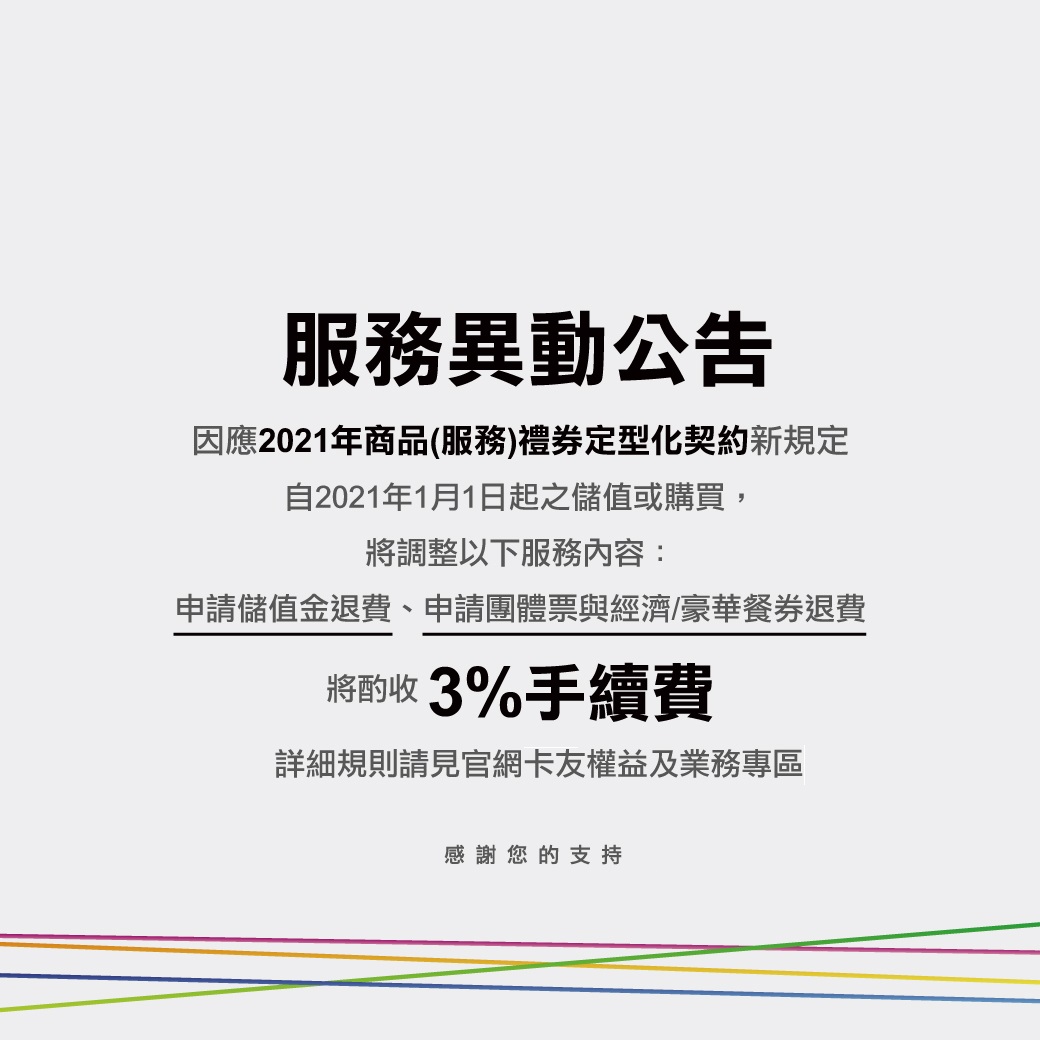 服務異動公告
因應2021年商品(服務)禮券定型化契約新規定
自2021年1月1日起之儲值或購買，
將調整以下服務內容：
申請儲值金退費、申請團體票與經濟/豪華餐券退費
將酌收 3%手續費
詳細規則請見官網卡友權益及業務專區
感謝您的支持